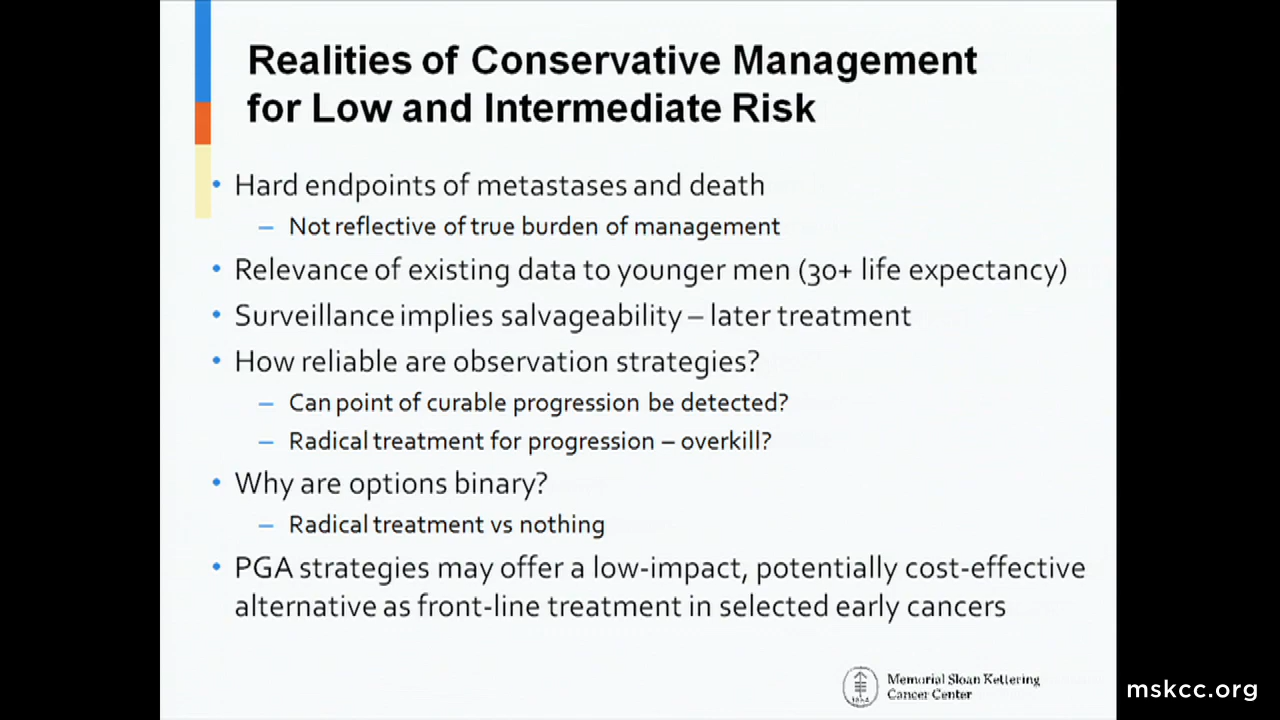 Realities of Conservative Management
for Low and Intermediate Risk
• Hard endpoints of metastases and death
– Not reflective of true burden of management
• Relevance of existing data to younger men (30+ life expectancy)
• Surveillance implies salvageability – later treatment
• How reliable are observation strategies?
– Can point of curable progression be detected?
– Radical treatment for progression – overkill?
• Why are options binary?
– Radical treatment vs nothing
• PGA strategies may offer a low-impact, potentially cost-effective
alternative as front-line treatment in selected early cancers
Memorial Sloan Kettering
Cancer Center
mskcc.org